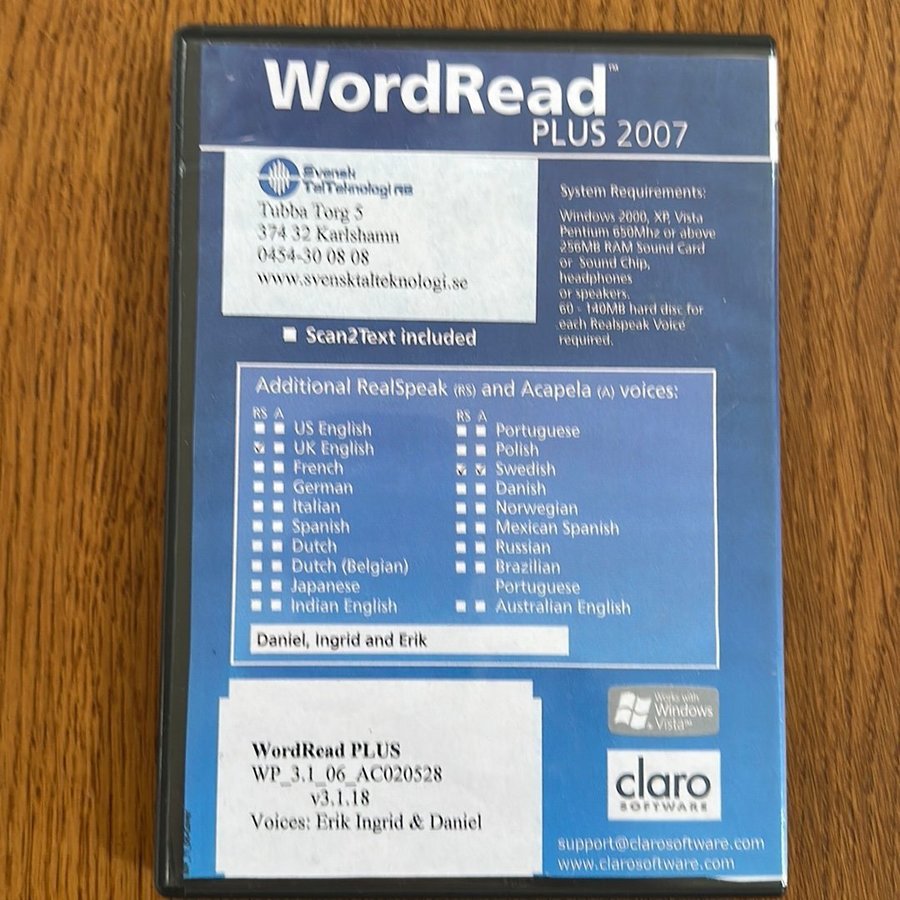 WordRead™
PLUS 2007
Svensk
TalTeknologi AB
Tubba Torg 5
374 32 Karlshamn
0454-30 08 08
www.svensktalteknologi.se
Scan2Text included
System Requirements:
Windows 2000, XP, Vista
Pentium 650Mhz or above
256MB RAM Sound Card
or Sound Chip,
headphones
or speakers.
60 - 140MB hard disc for
each Realspeak Voice
required.
Additional RealSpeak (RS) and Acapela (A) voices:
RS A
US English
UK English
French
German
Italian
Spanish
Dutch
Dutch (Belgian)
Japanese
Indian English
RS A
Portuguese
Polish
Swedish
Danish
Norwegian
Mexican Spanish
Russian
Brazilian
Portuguese
Australian English
Daniel, Ingrid and Erik
WordRead PLUS
WP_3.1_06_AC020528
v3.1.18
Voices: Erik Ingrid & Daniel
Works with
Windows
Vista™
claro
SOFTWARE
support@clarosoftware.com
www.clarosoftware.com